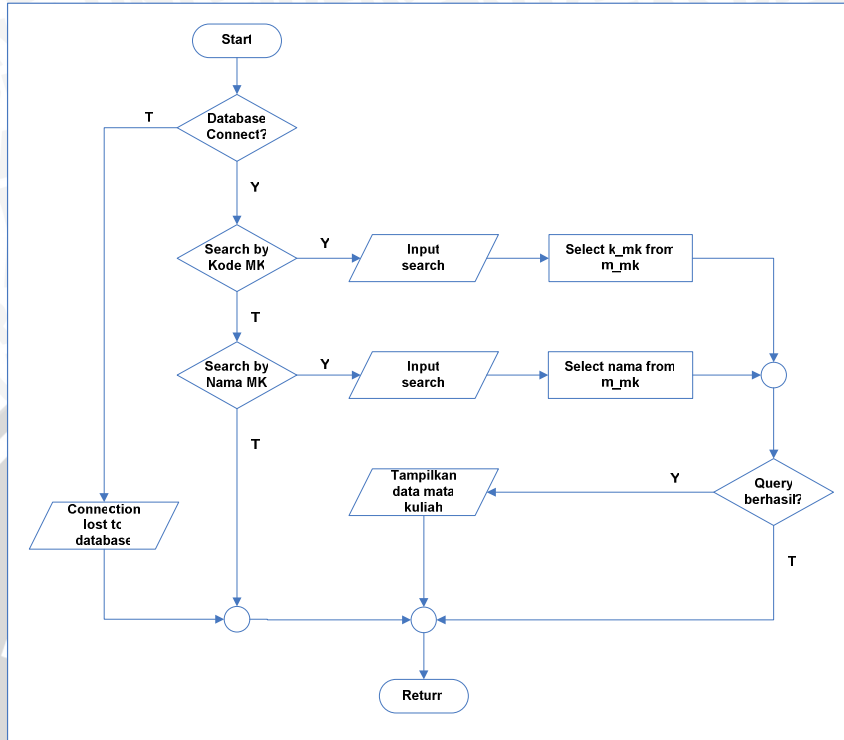 Start
Database
Connect?
T
Y
Search by
Kode MK
Y
Input
search
Select k_mk from
m_mk
T
Search by
Nama MK
Y
Input
search
Select nama from
m_mk
T
Tampilkan
data mata
kuliah
Y
Query
berhasil?
Connection
lost to
database
T
Return